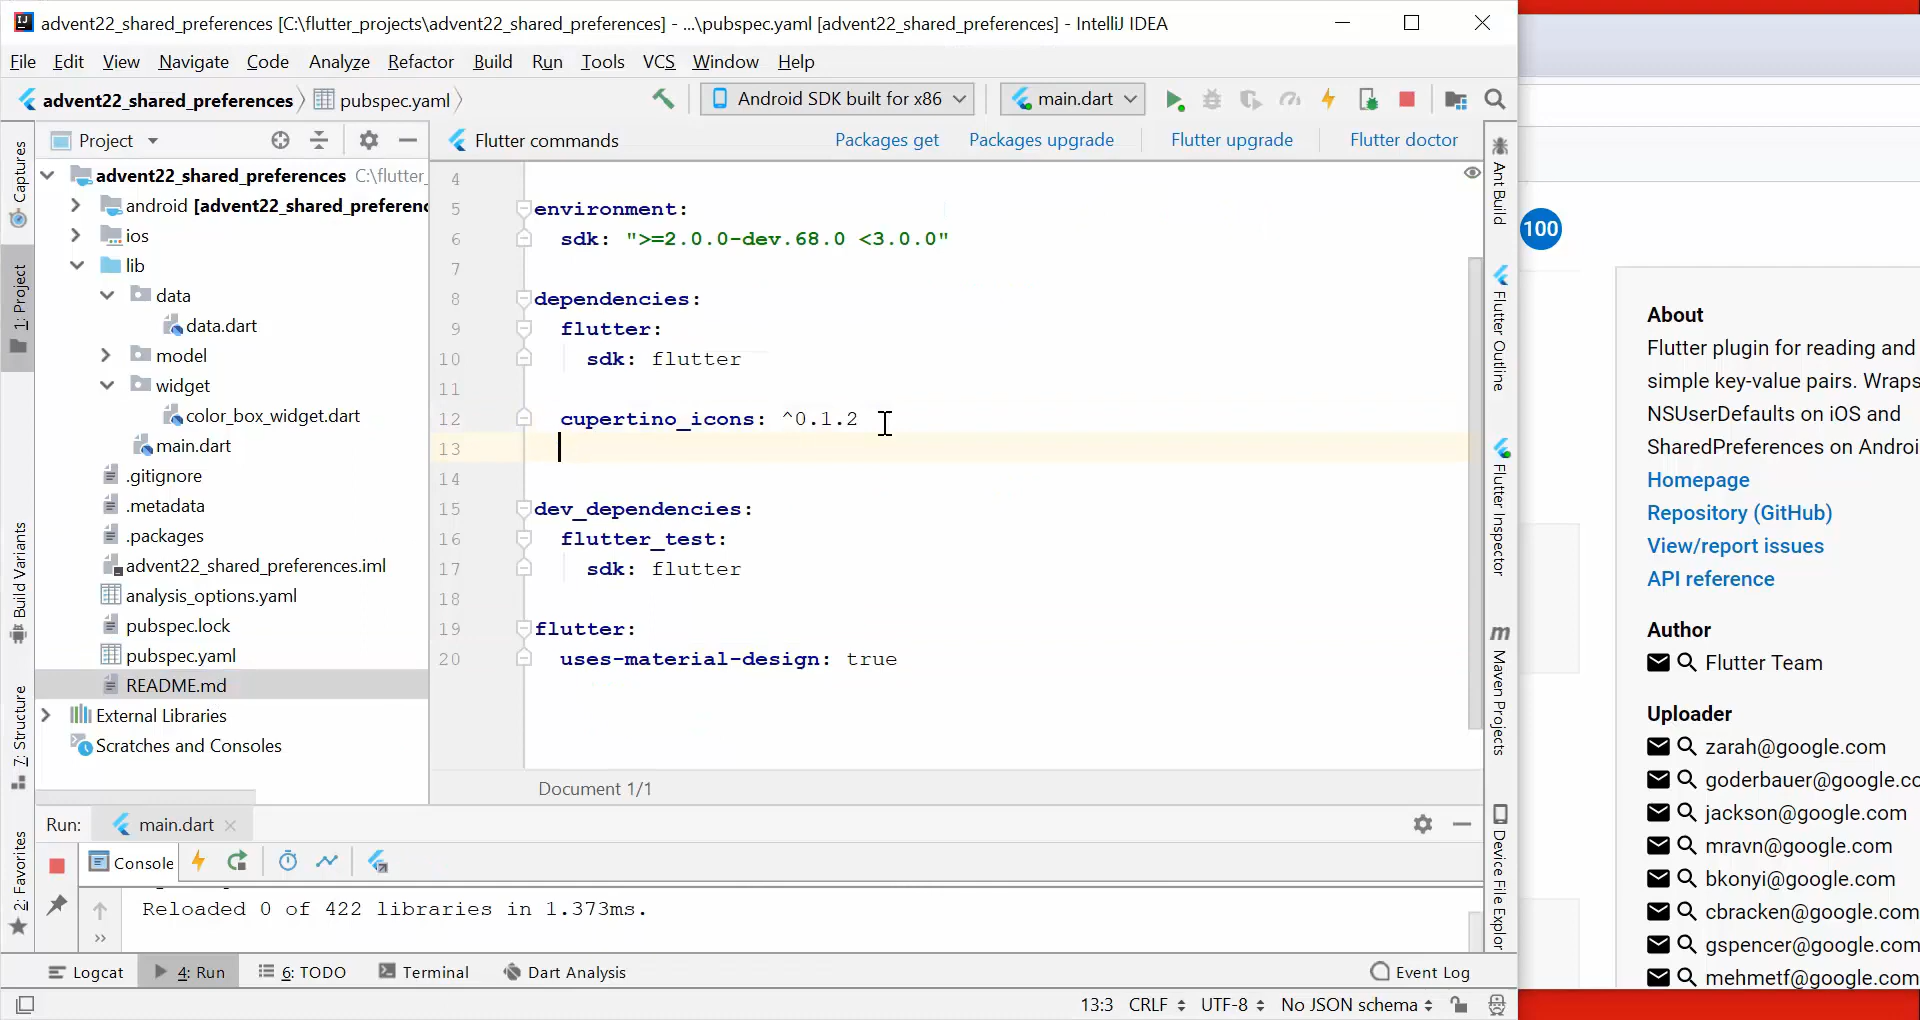 advent22_shared_preferences [C:\flutter_projects\advent22_shared_preferences] - ...\pubspec.yaml [advent22_shared_preferences] - IntelliJ IDEA
File Edit View Navigate Code Analyze Refactor Build Run Tools VCS Window Help
advent22_shared_preferences pubspec.yaml Android SDK built for x86 main.dart
Project
Flutter commands Packages get Packages upgrade Flutter upgrade Flutter doctor
Captures
1: Project
Build Variants
7: Structure
2: Favorites
advent22_shared_preferences C:\flutter_
android [advent22_shared_preferenc
ios
lib
data
data.dart
model
widget
color_box_widget.dart
main.dart
.gitignore
.metadata
.packages
advent22_shared_preferences.iml
analysis_options.yaml
pubspec.lock
pubspec.yaml
README.md
External Libraries
Scratches and Consoles
4
5 environment:
6 sdk: ">=2.0.0-dev.68.0 <3.0.0"
7
8 dependencies:
9 flutter:
10 sdk: flutter
11
12 cupertino_icons: ^0.1.2
13
14
15 dev_dependencies:
16 flutter_test:
17 sdk: flutter
18
19 flutter:
20 uses-material-design: true
Document 1/1
Ant Build
Flutter Outline
Flutter Inspector
m Maven Projects
Device File Explor
Run: main.dart
Console
Reloaded 0 of 422 libraries in 1.373ms.
Logcat 4: Run 6: TODO Terminal Dart Analysis Event Log
13:3 CRLF UTF-8 No JSON schema
100
About
Flutter plugin for reading and
simple key-value pairs. Wraps
NSUserDefaults on iOS and
SharedPreferences on Androi
Homepage
Repository (GitHub)
View/report issues
API reference
Author
Flutter Team
Uploader
zarah@google.com
goderbauer@google.co
jackson@google.com
mravn@google.com
bkonyi@google.com
cbracken@google.com
gspencer@google.com
mehmetf@google.com